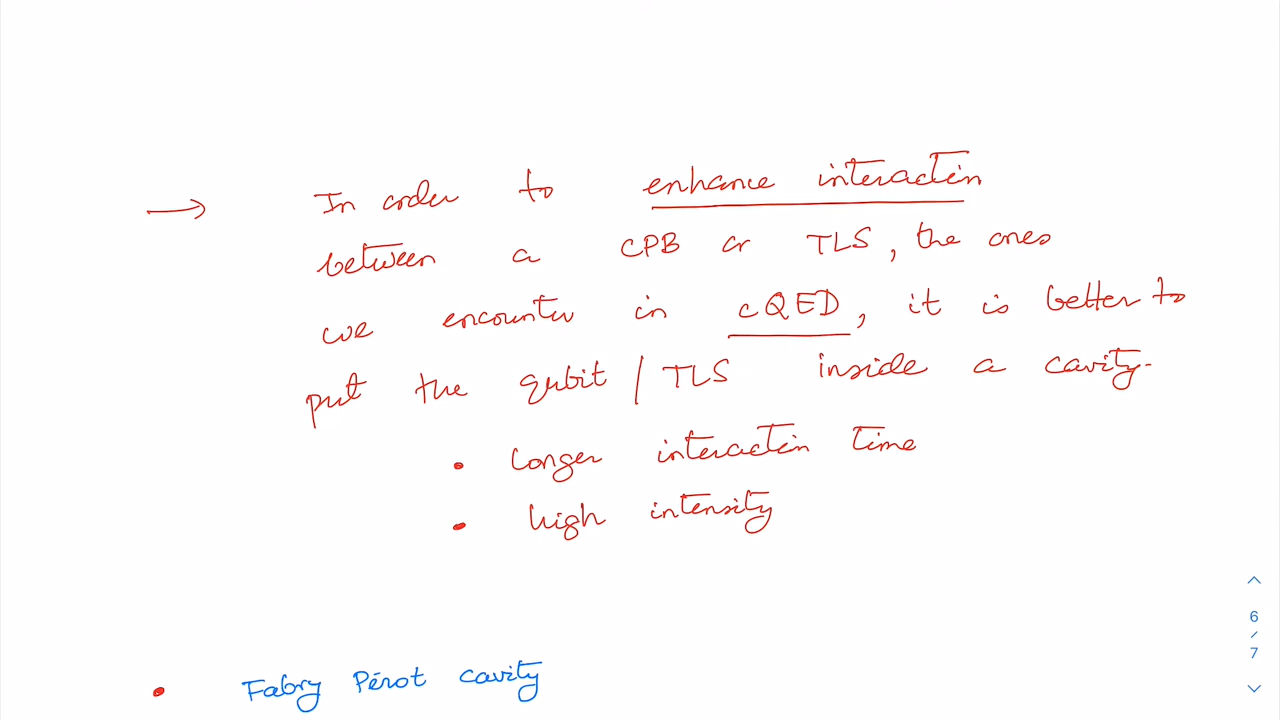 → In order to enhance interaction
between a CPB or TLS, the ones
we encounter in cQED, it is better to
put the qubit / TLS inside a cavity.
• longer interaction time
• high intensity
• Fabry Pérot cavity
6
/
7